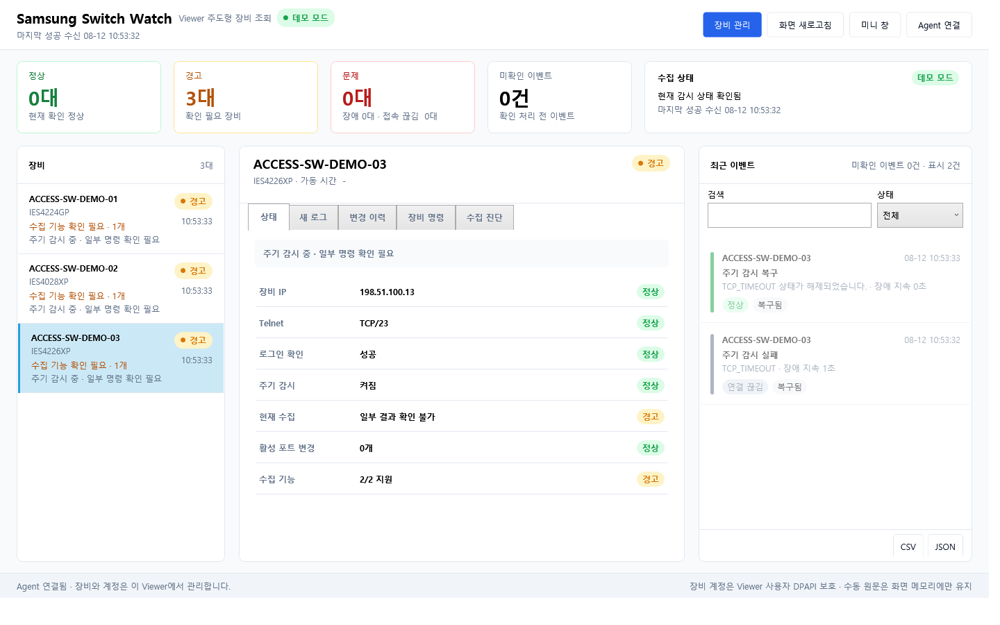 Samsung Switch Watch Viewer 주도형 장비 조회 데모 모드
마지막 성공 수신 08-12 10:53:32
장비 관리
화면 새로고침
미니 창
Agent 연결
정상
0대
현재 확인 정상
경고
3대
확인 필요 장비
문제
0대
장애 0대 · 접속 끊김 0대
미확인 이벤트
0건
확인 처리 전 이벤트
수집 상태 데모 모드
현재 감시 상태 확인됨
마지막 성공 수신 08-12 10:53:32
장비 3대
ACCESS-SW-DEMO-01 경고
IES4224GP 10:53:33
수집 기능 확인 필요 · 1개
주기 감시 중 · 일부 명령 확인 필요
ACCESS-SW-DEMO-02 경고
IES4028XP 10:53:33
수집 기능 확인 필요 · 1개
주기 감시 중 · 일부 명령 확인 필요
ACCESS-SW-DEMO-03 경고
IES4226XP 10:53:33
수집 기능 확인 필요 · 1개
주기 감시 중 · 일부 명령 확인 필요
ACCESS-SW-DEMO-03 경고
IES4226XP · 가동 시간 -
상태 새 로그 변경 이력 장비 명령 수집 진단
주기 감시 중 · 일부 명령 확인 필요
장비 IP 198.51.100.13 정상
Telnet TCP/23 정상
로그인 확인 성공 정상
주기 감시 켜짐 정상
현재 수집 일부 결과 확인 불가 경고
활성 포트 변경 0개 정상
수집 기능 2/2 지원 경고
최근 이벤트 미확인 이벤트 0건 · 표시 2건
검색 상태
전체
ACCESS-SW-DEMO-03 08-12 10:53:33
주기 감시 복구
TCP_TIMEOUT 상태가 해제되었습니다. · 장애 지속 0초
정상 복구됨
ACCESS-SW-DEMO-03 08-12 10:53:32
주기 감시 실패
TCP_TIMEOUT · 장애 지속 1초
연결 끊김 복구됨
CSV JSON
Agent 연결됨 · 장비와 계정은 이 Viewer에서 관리합니다.
장비 계정은 Viewer 사용자 DPAPI 보호 · 수동 원문은 화면 메모리에만 유지